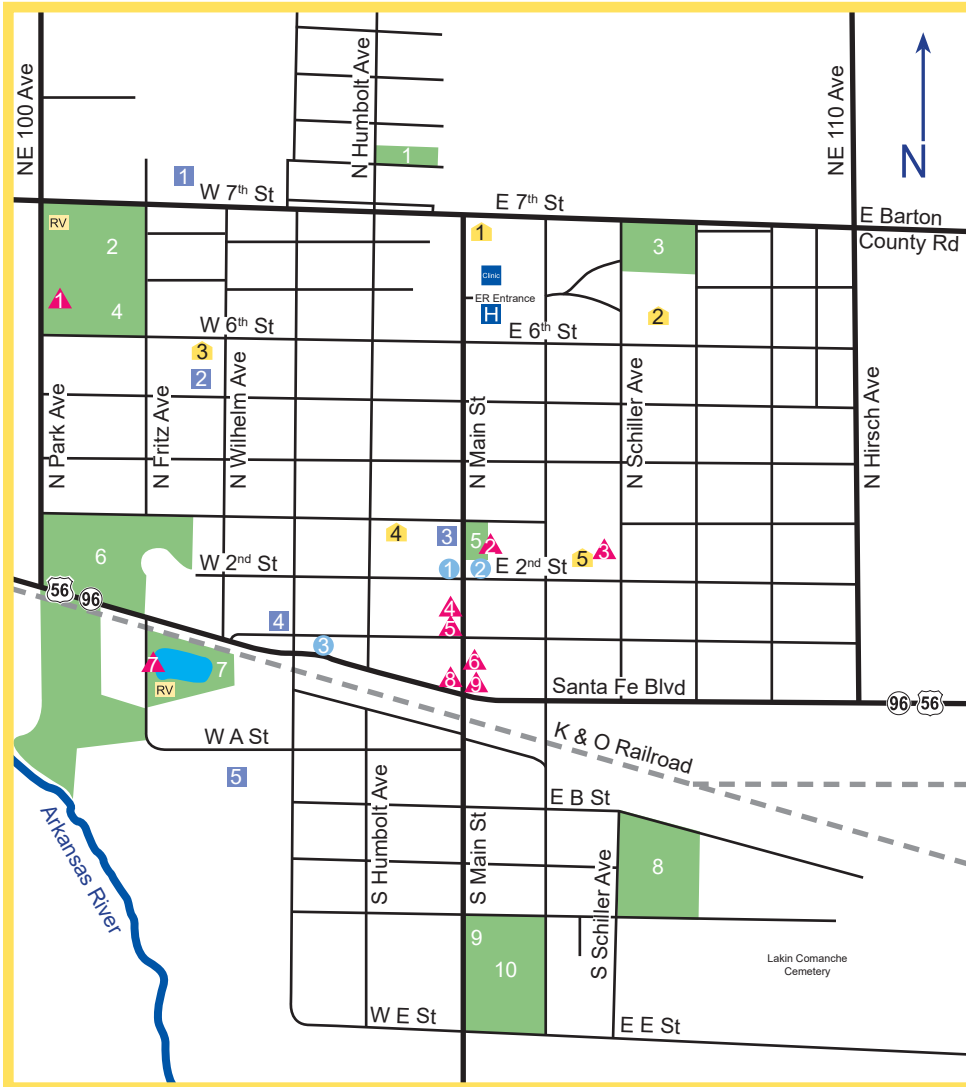 NE 100 Ave
N Humbolt Ave
NE 110 Ave
N
1
1
W 7th St
E 7th St
E Barton
County Rd
RV
2
1
3
Clinic
ER Entrance
H
1
4
2
W 6th St
E 6th St
3
2
N Park Ave
N Fritz Ave
N Wilhelm Ave
N Main St
N Schiller Ave
N Hirsch Ave
4
3
5
2
3
5
6
W 2nd St
1
2
E 2nd St
56
96
4
4
5
3
7
7
RV
6
8
9
Santa Fe Blvd
96
56
W A St
K & O Railroad
5
E B St
Arkansas River
S Humbolt Ave
S Main St
S Schiller Ave
8
9
10
Lakin Comanche
Cemetery
W E St
E E St